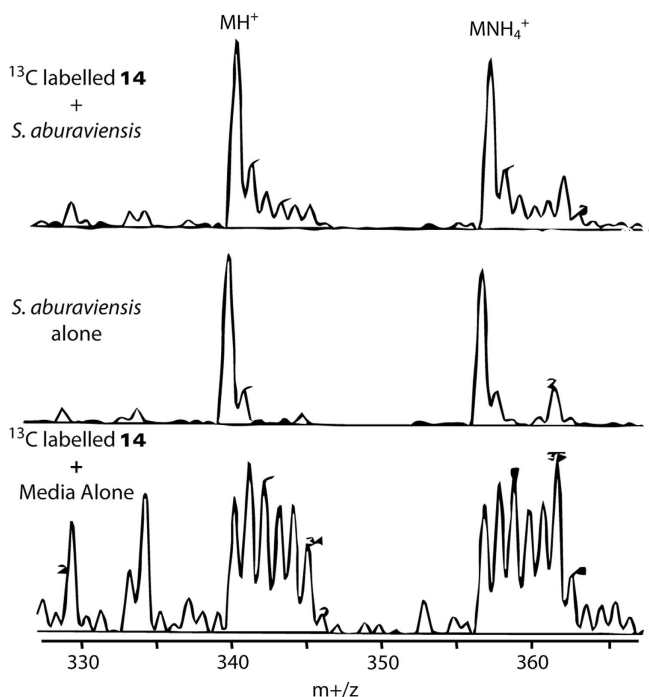 MH⁺
MNH₄⁺
¹³C labelled 14
+
S. aburaviensis
S. aburaviensis
alone
¹³C labelled 14
+
Media Alone
330 340 350 360
m+/z